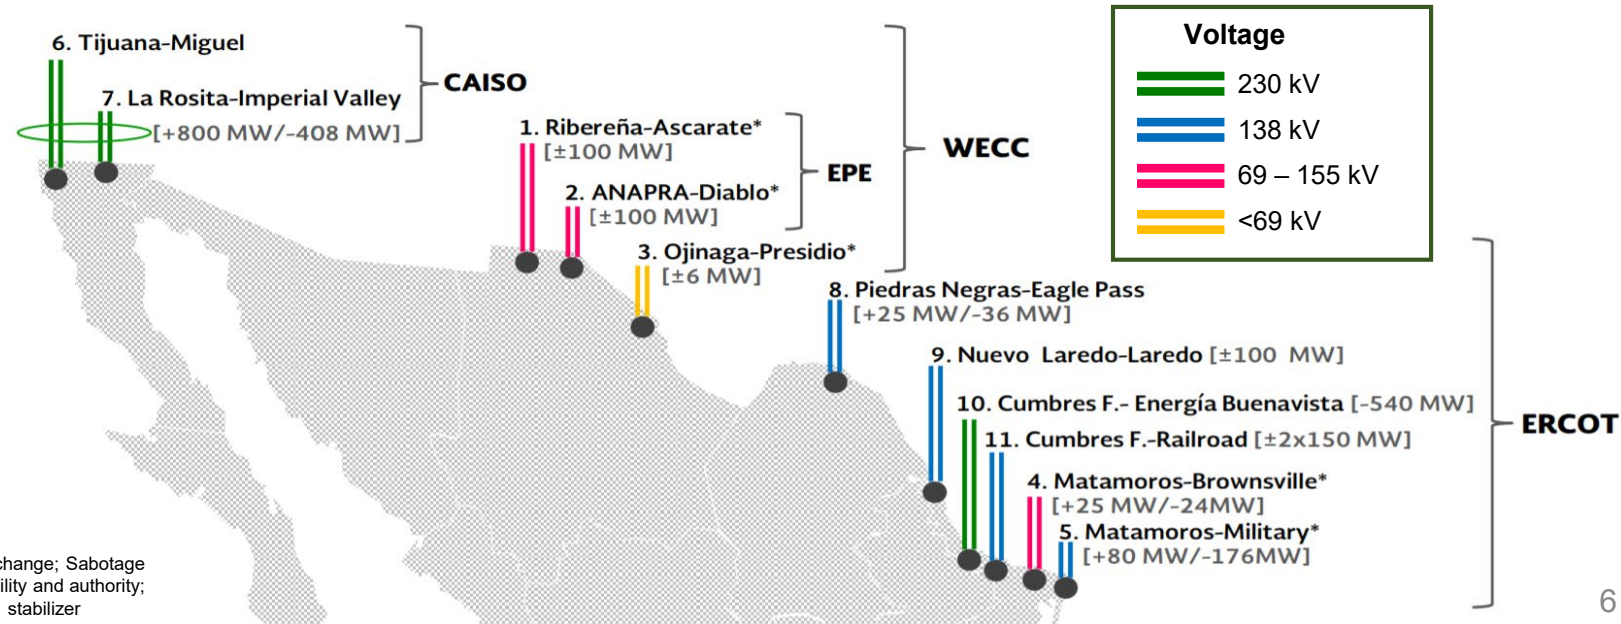 6. Tijuana-Miguel
7. La Rosita-Imperial Valley
[+800 MW/-408 MW]
CAISO
1. Ribereña-Ascarate*
[±100 MW]
2. ANAPRA-Diablo*
[±100 MW]
EPE
3. Ojinaga-Presidio*
[±6 MW]
WECC
Voltage
230 kV
138 kV
69 – 155 kV
<69 kV
8. Piedras Negras-Eagle Pass
[+25 MW/-36 MW]
9. Nuevo Laredo-Laredo [±100 MW]
10. Cumbres F.- Energía Buenavista [-540 MW]
11. Cumbres F.-Railroad [±2x150 MW]
4. Matamoros-Brownsville*
[+25 MW/-24MW]
5. Matamoros-Military*
[+80 MW/-176MW]
ERCOT
change; Sabotage
ility and authority;
stabilizer
6